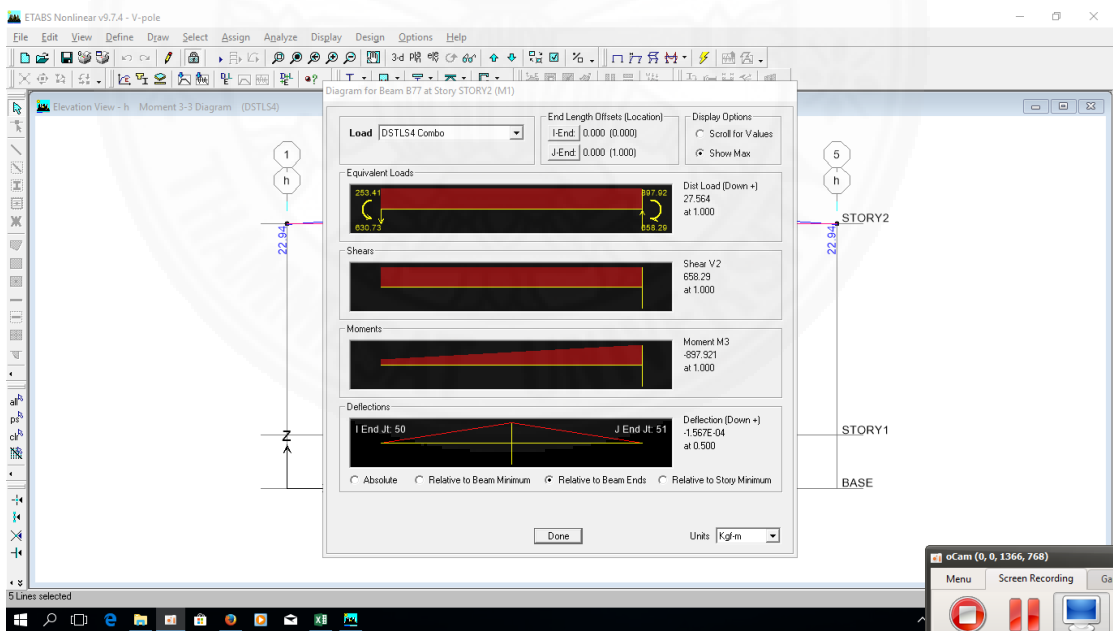 ETABS Nonlinear v9.7.4 - V-pole
File Edit View Define Draw Select Assign Analyze Display Design Options Help
3-d
Elevation View - h Moment 3-3 Diagram (DSTLS4)
Diagram for Beam B77 at Story STORY2 (M1)
Load DSTLS4 Combo
End Length Offsets (Location)
I-End: 0.000 (0.000)
J-End: 0.000 (1.000)
Display Options
Scroll for Values
Show Max
Equivalent Loads
263.41 897.92
630.73 658.29
Dist Load (Down +)
27.564
at 1.000
Shears
Shear V2
658.29
at 1.000
Moments
Moment M3
-897.921
at 1.000
Deflections
I End Jt: 50 J End Jt: 51
Deflection (Down +)
-1.567E-04
at 0.500
Absolute Relative to Beam Minimum Relative to Beam Ends Relative to Story Minimum
Done
Units Kgf-m
1
h
22.94
Z
5
h
22.94
STORY2
STORY1
BASE
all
ps
clr
5 Lines selected
oCam (0, 0, 1366, 768)
Menu Screen Recording Ga